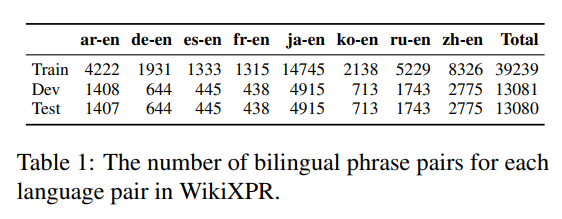 ar-en de-en es-en fr-en ja-en ko-en ru-en zh-en Total
Train 4222 1931 1333 1315 14745 2138 5229 8326 39239
Dev 1408 644 445 438 4915 713 1743 2775 13081
Test 1407 644 445 438 4915 713 1743 2775 13080
Table 1: The number of bilingual phrase pairs for each
language pair in WikiXPR.